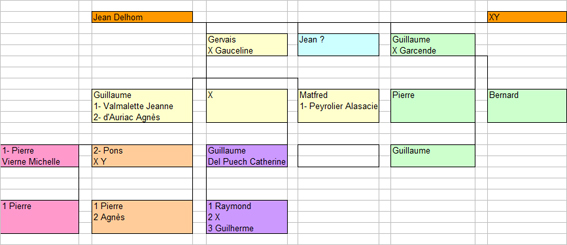 Jean Delhom
XY
Gervais
X Gauceline
Jean ?
Guillaume
X Garcende
Guillaume
1- Valmalette Jeanne
2- d'Auriac Agnés
X
Matfred
1- Peyrolier Alasacie
Pierre
Bernard
1- Pierre
Vierne Michelle
2- Pons
X Y
Guillaume
Del Puech Catherine
Guillaume
1 Pierre
1 Pierre
2 Agnés
1 Raymond
2 X
3 Guilherme